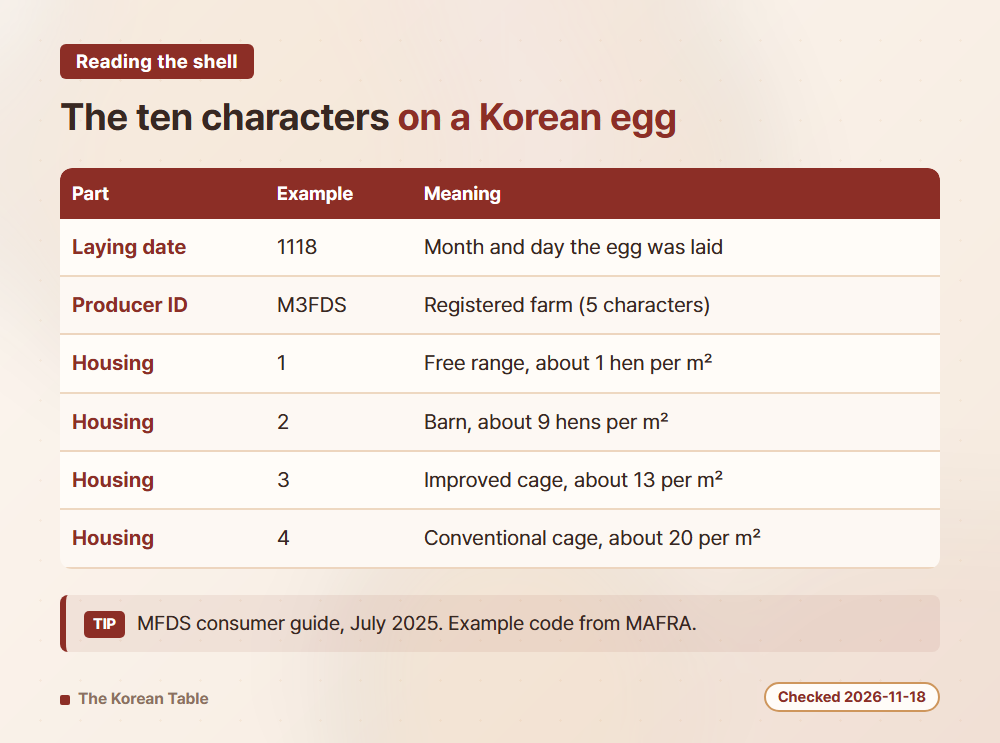 Reading the shell
The ten characters on a Korean egg
Part Example Meaning
Laying date 1118 Month and day the egg was laid
Producer ID M3FDS Registered farm (5 characters)
Housing 1 Free range, about 1 hen per m²
Housing 2 Barn, about 9 hens per m²
Housing 3 Improved cage, about 13 per m²
Housing 4 Conventional cage, about 20 per m²
TIP MFDS consumer guide, July 2025. Example code from MAFRA.
The Korean Table
Checked 2026-11-18